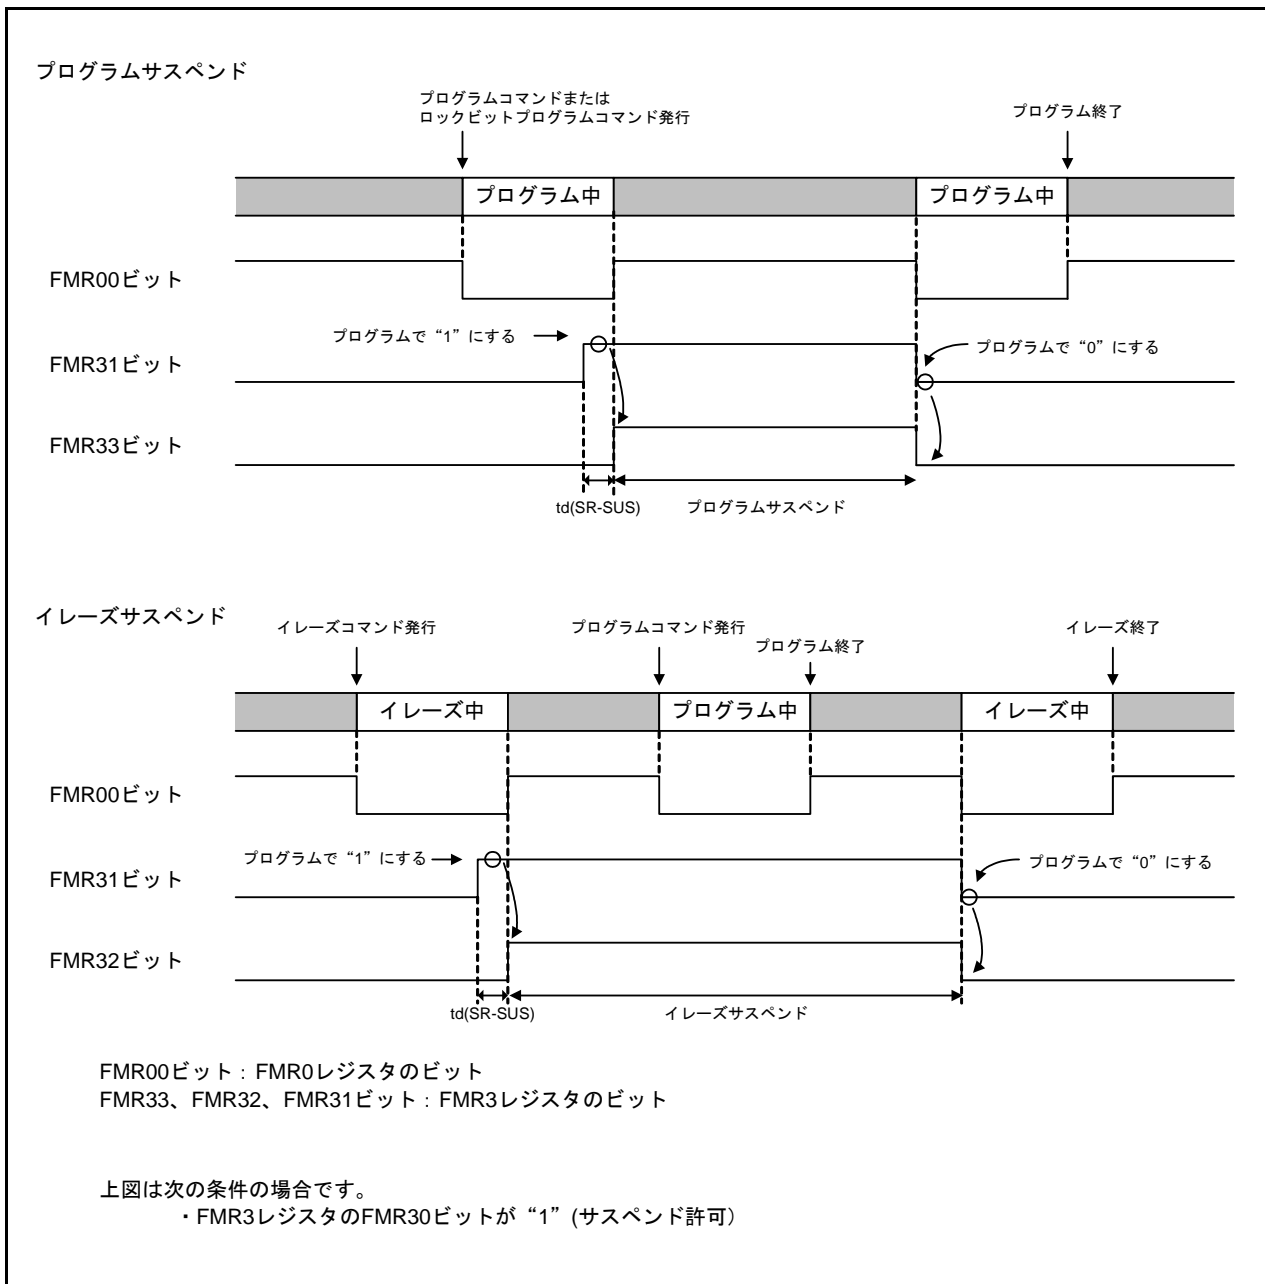 プログラムサスペンド
プログラムコマンドまたは
ロックビットプログラムコマンド発行
プログラム終了
プログラム中
プログラム中
FMR00ビット
プログラムで“1”にする
プログラムで“0”にする
FMR31ビット
FMR33ビット
td(SR-SUS)
プログラムサスペンド
イレーズサスペンド
イレーズコマンド発行
プログラムコマンド発行
プログラム終了
イレーズ終了
イレーズ中
プログラム中
イレーズ中
FMR00ビット
プログラムで“1”にする
プログラムで“0”にする
FMR31ビット
FMR32ビット
td(SR-SUS)
イレーズサスペンド
FMR00ビット：FMR0レジスタのビット
FMR33、FMR32、FMR31ビット：FMR3レジスタのビット
上図は次の条件の場合です。
・FMR3レジスタのFMR30ビットが“1”(サスペンド許可）